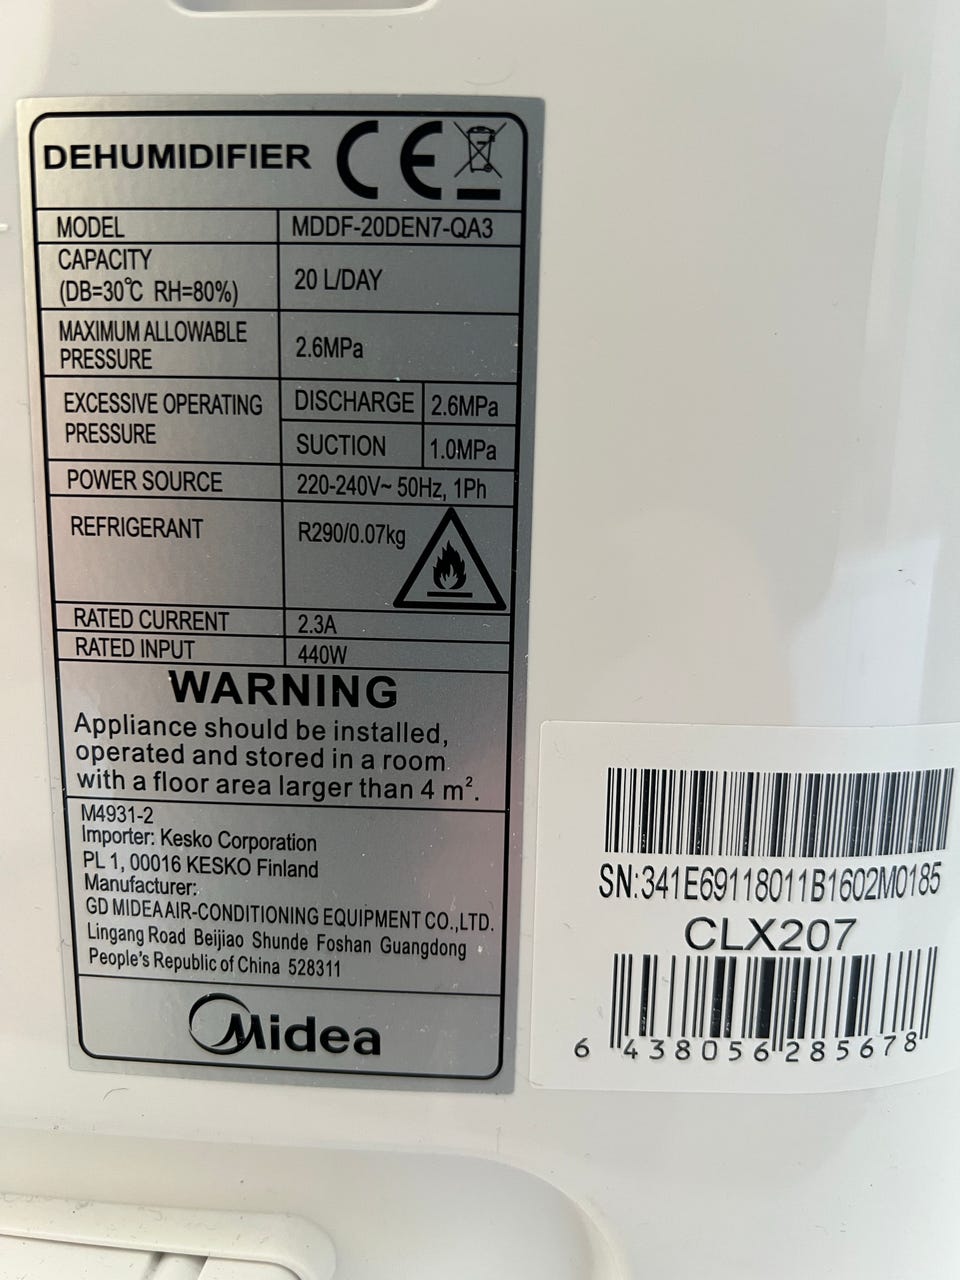 DEHUMIDIFIER CE
MODEL MDDF-20DEN7-QA3
CAPACITY
(DB=30℃ RH=80%) 20 L/DAY
MAXIMUM ALLOWABLE
PRESSURE 2.6MPa
EXCESSIVE OPERATING
PRESSURE
DISCHARGE 2.6MPa
SUCTION 1.0MPa
POWER SOURCE 220-240V~ 50Hz, 1Ph
REFRIGERANT R290/0.07kg
RATED CURRENT 2.3A
RATED INPUT 440W
WARNING
Appliance should be installed,
operated and stored in a room
with a floor area larger than 4 m².
M4931-2
Importer: Kesko Corporation
PL 1, 00016 KESKO Finland
Manufacturer:
GD MIDEA AIR-CONDITIONING EQUIPMENT CO.,LTD.
Lingang Road Beijiao Shunde Foshan Guangdong
People's Republic of China 528311
Midea
SN:341E69118011B1602M0185
CLX207
6 438056 285678